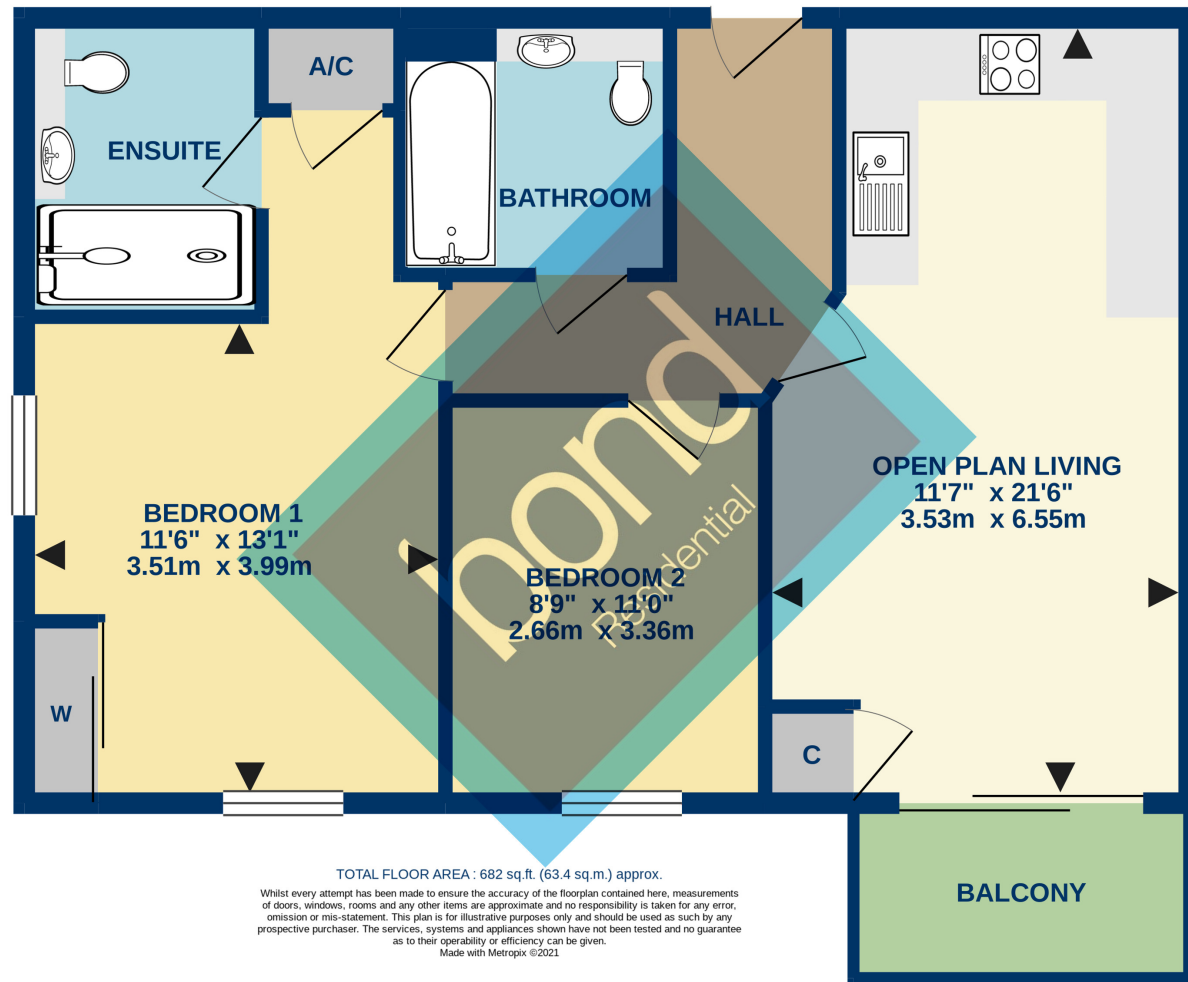 A/C
ENSUITE
BATHROOM
HALL
OPEN PLAN LIVING
11'7" x 21'6"
3.53m x 6.55m
BEDROOM 1
11'6" x 13'1"
3.51m x 3.99m
bond
Residential
BEDROOM 2
8'9" x 11'0"
2.66m x 3.36m
W
C
BALCONY
TOTAL FLOOR AREA : 682 sq.ft. (63.4 sq.m.) approx.
Whilst every attempt has been made to ensure the accuracy of the floorplan contained here, measurements
of doors, windows, rooms and any other items are approximate and no responsibility is taken for any error,
omission or mis-statement. This plan is for illustrative purposes only and should be used as such by any
prospective purchaser. The services, systems and appliances shown have not been tested and no guarantee
as to their operability or efficiency can be given.
Made with Metropix ©2021